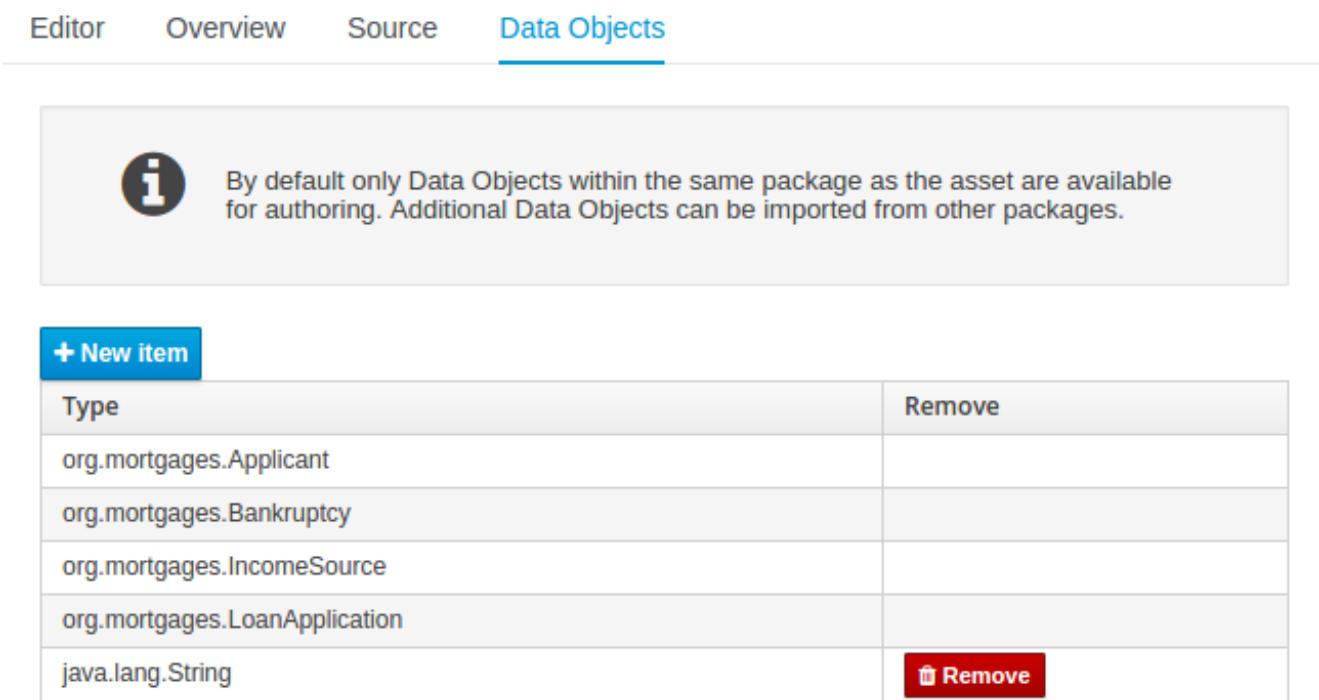 Editor Overview Source Data Objects
By default only Data Objects within the same package as the asset are available
for authoring. Additional Data Objects can be imported from other packages.
+ New item
Type Remove
org.mortgages.Applicant
org.mortgages.Bankruptcy
org.mortgages.IncomeSource
org.mortgages.LoanApplication
java.lang.String Remove